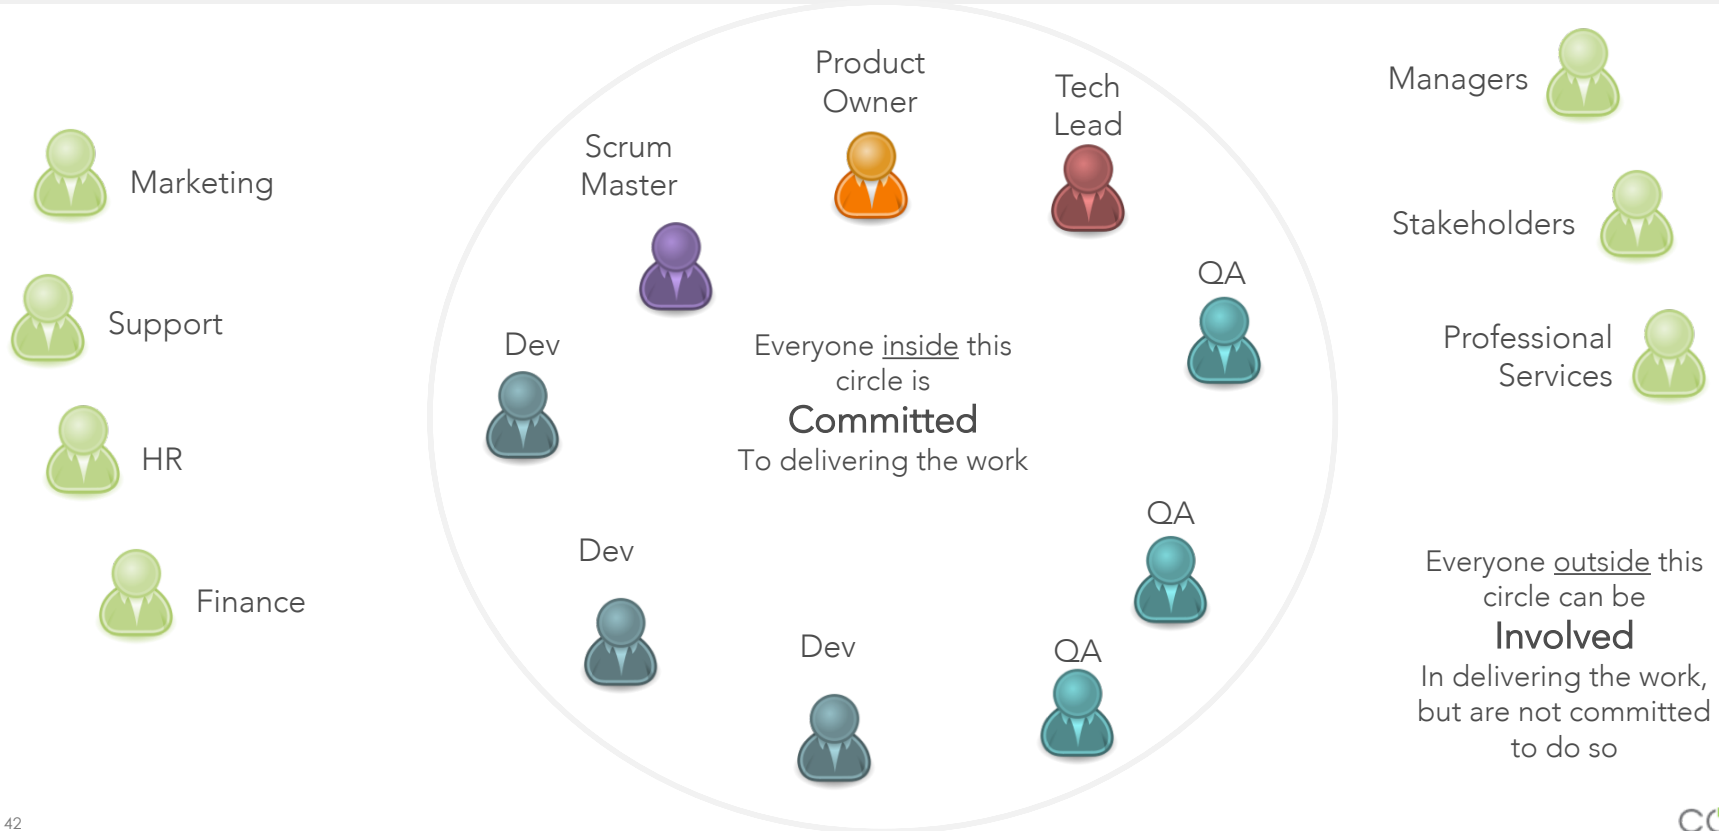 Product
Owner
Tech
Lead
Managers
Scrum
Master
Marketing
Stakeholders
QA
Support
Dev
Everyone inside this
circle is
Committed
To delivering the work
Professional
Services
HR
QA
Dev
Finance
Dev
QA
Everyone outside this
circle can be
Involved
In delivering the work,
but are not committed
to do so
42